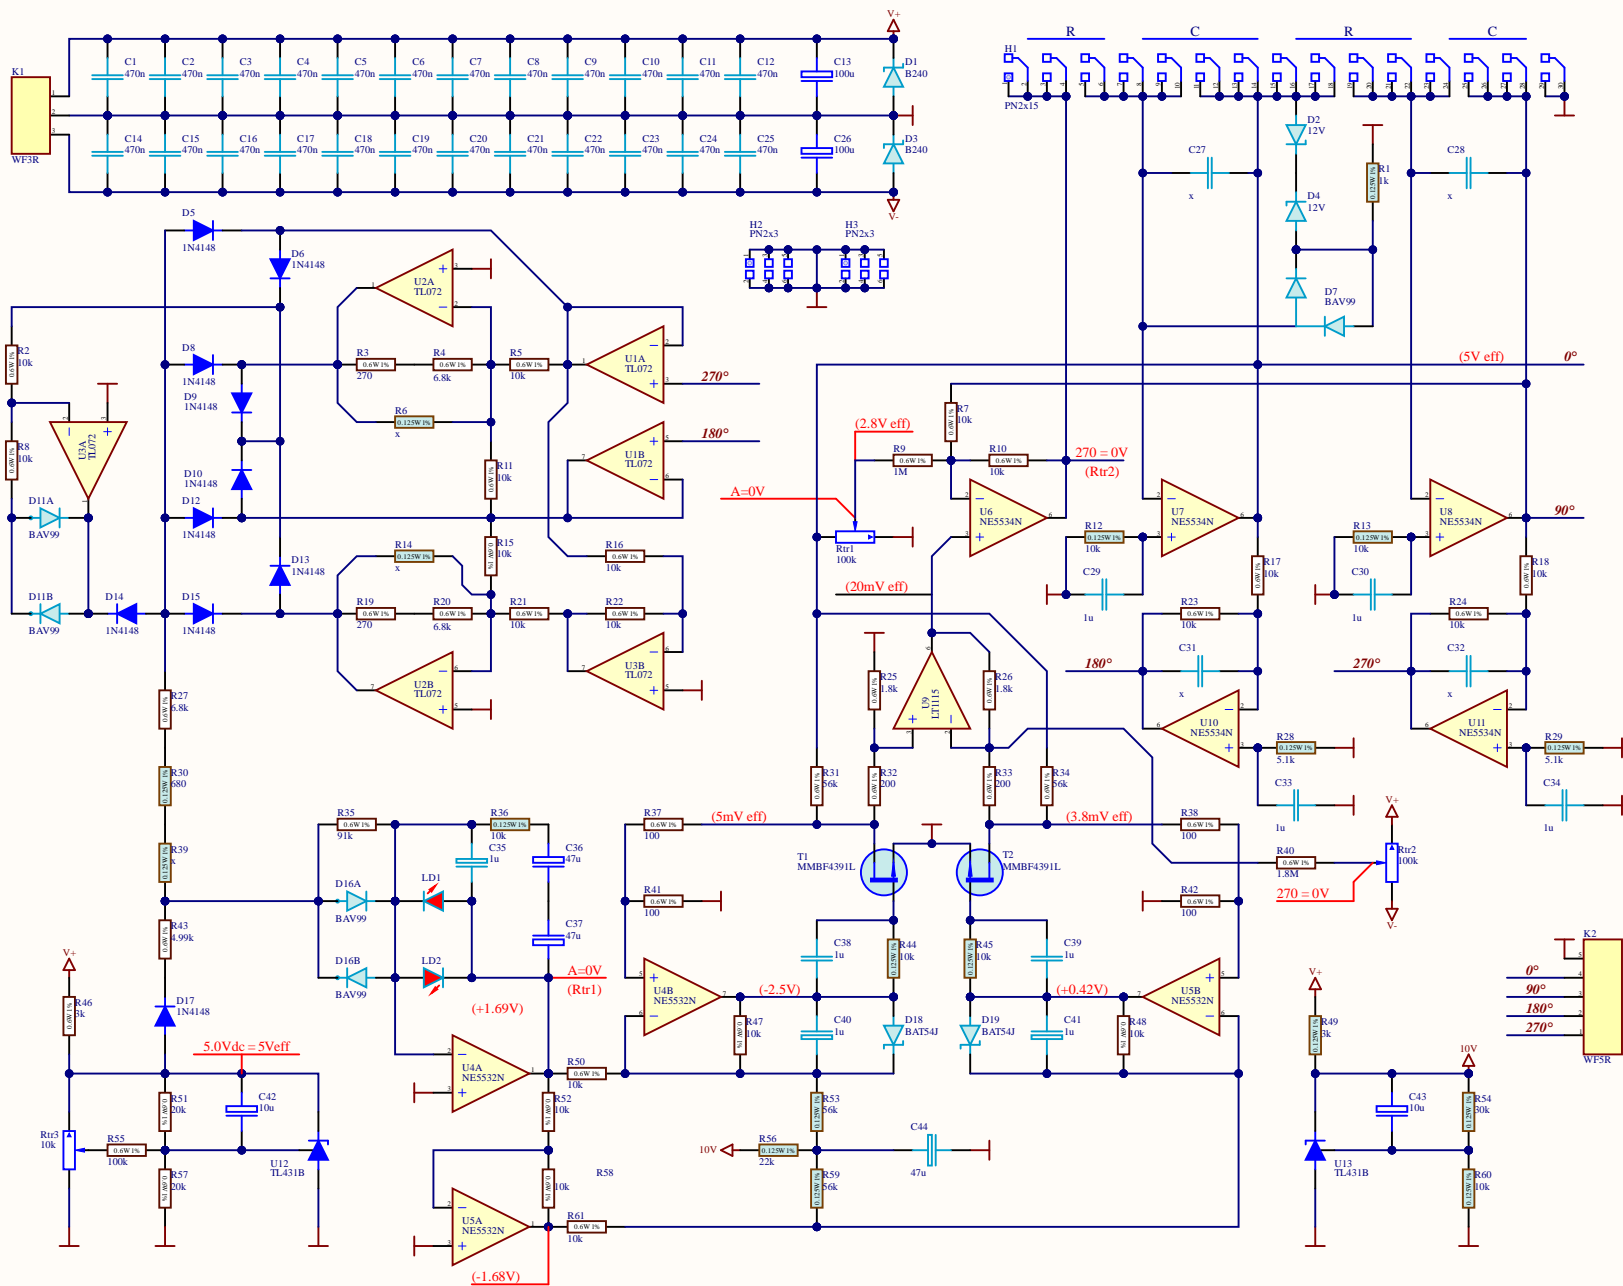 V+
R C R C
H1
PN2x15
K1
WF3R
C1 470n
C2 470n
C3 470n
C4 470n
C5 470n
C6 470n
C7 470n
C8 470n
C9 470n
C10 470n
C11 470n
C12 470n
C13 100u
D1 B240
C14 470n
C15 470n
C16 470n
C17 470n
C18 470n
C19 470n
C20 470n
C21 470n
C22 470n
C23 470n
C24 470n
C25 470n
C26 100u
D3 B240
V-
D2 12V
R1 1k
D4 12V
D7 BAV99
C27 x
C28 x
H2 PN2x3
H3 PN2x3
D5 1N4148
D6 1N4148
U2A TL072
R2 10k
D8 1N4148
D9 1N4148
R3 270
R4 6.8k
R5 10k
U1A TL072
270°
(5V eff) 0°
R6 x
U3A TL072
R8 10k
U1B TL072
180°
D10 1N4148
R11 10k
D11A BAV99
D12 1N4148
R14 x
R15 10k
R16 10k
D13 1N4148
D11B BAV99
D14 1N4148
D15 1N4148
R19 270
R20 6.8k
R21 10k
R22 10k
U2B TL072
U3B TL072
(2.8V eff)
R7 10k
R9 1M
R10 10k
270 = 0V
(Rtr2)
A=0V
Rtr1 100k
U6 NE5534N
R12 10k
U7 NE5534N
R13 10k
U8 NE5534N
90°
(20mV eff)
C29 1u
R17 10k
C30 1u
R18 10k
R23 10k
R24 10k
180°
C31 x
270°
C32 x
R25 1.8k
U9 LT1115
R26 1.8k
U10 NE5534N
U11 NE5534N
R28 5.1k
R29 5.1k
C33 1u
C34 1u
R27 6.8k
R30 680
R31 56k
R32 200
R33 200
R34 56k
R35 91k
R36 10k
C35 1u
C36 47u
R37 100
(5mV eff)
(3.8mV eff)
R38 100
V+
Rtr2 100k
V-
R39 x
T1 MMBF4391L
T2 MMBF4391L
R40 1.8M
270 = 0V
D16A BAV99
LD1
R41 100
R42 100
R43 4.99k
C37 47u
C38 1u
R44 10k
R45 10k
C39 1u
K2
WF5R
0°
90°
180°
270°
D16B BAV99
LD2
A=0V
(Rtr1)
(+1.69V)
U4B NE5532N
(-2.5V)
(+0.42V)
U5B NE5532N
V+
R46 3k
D17 1N4148
5.0Vdc = 5Veff
R47 10k
C40 1u
D18 BAT54J
D19 BAT54J
C41 1u
R48 10k
V+
R49 3k
10V
U4A NE5532N
R50 10k
R51 20k
C42 10u
R52 10k
R53 56k
C43 10u
R54 30k
Rtr3 10k
R55 100k
U12 TL431B
10V
R56 22k
C44 47u
U13 TL431B
R57 20k
R58 10k
R59 56k
R60 10k
U5A NE5532N
R61 10k
(-1.68V)